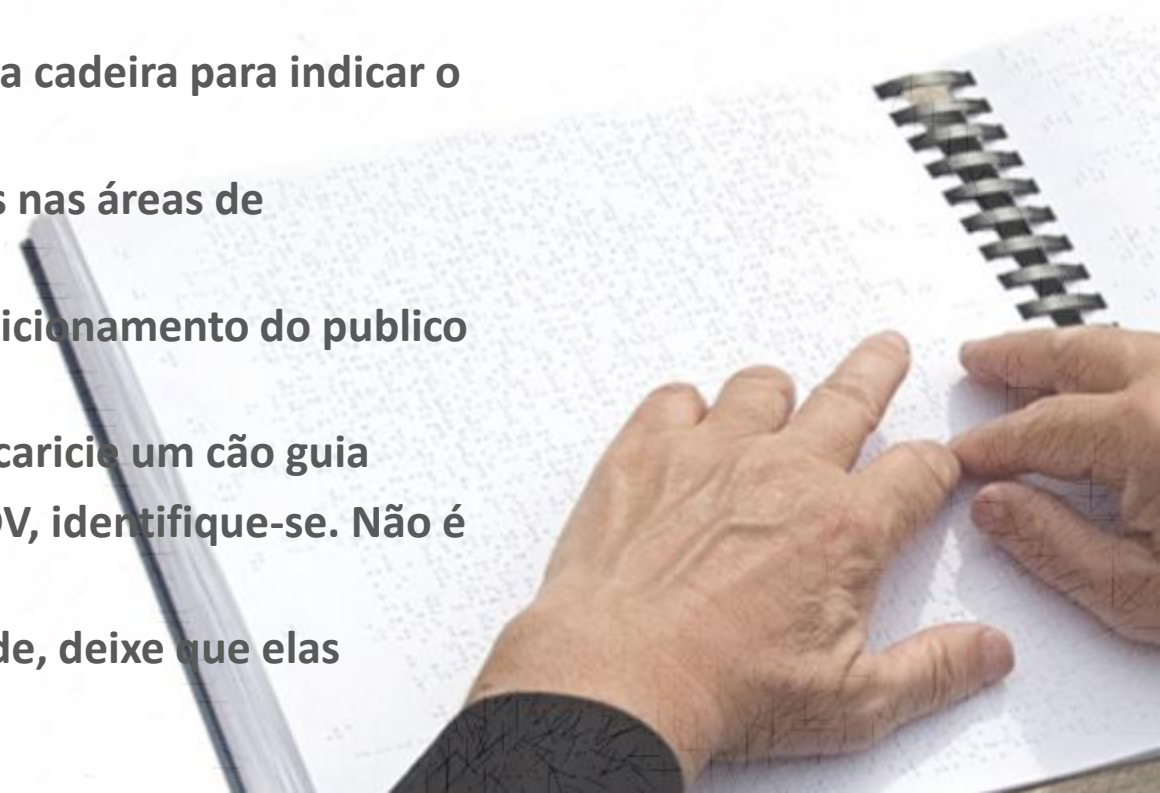 a cadeira para indicar o
s nas áreas de
icionamento do publico
caricie um cão guia
OV, identifique-se. Não é
de, deixe que elas